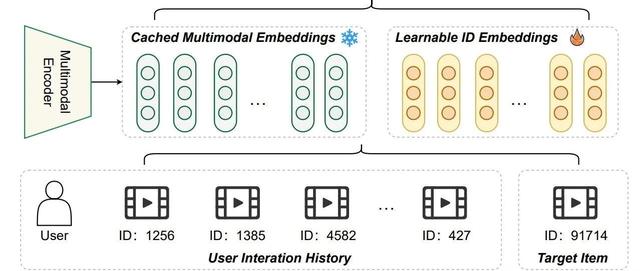 Cached Multimodal Embeddings
Learnable ID Embeddings
Multimodal
Encoder
...
...
...
User
ID: 1256
ID: 1385
ID: 4582
ID: 427
ID: 91714
User Interation History
Target Item